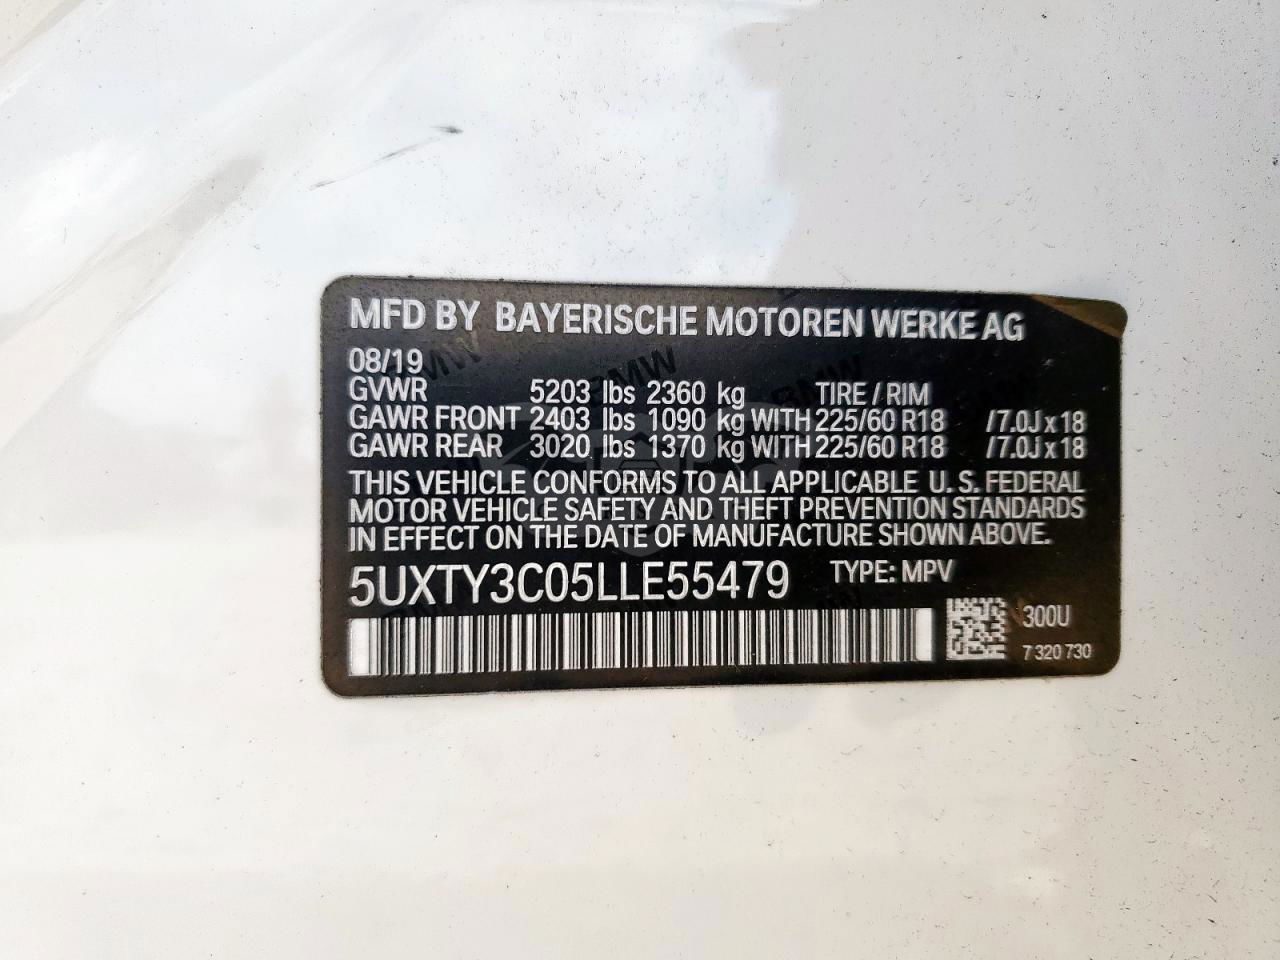 MFD BY BAYERISCHE MOTOREN WERKE AG
08/19
GVWR 5203 lbs 2360 kg TIRE / RIM
GAWR FRONT 2403 lbs 1090 kg WITH 225/60 R18 /7.0J x 18
GAWR REAR 3020 lbs 1370 kg WITH 225/60 R18 /7.0J x 18
THIS VEHICLE CONFORMS TO ALL APPLICABLE U. S. FEDERAL
MOTOR VEHICLE SAFETY AND THEFT PREVENTION STANDARDS
IN EFFECT ON THE DATE OF MANUFACTURE SHOWN ABOVE.
5UXTY3C05LLE55479 TYPE: MPV
300U
7 320 730
BMW
BMW
BMW